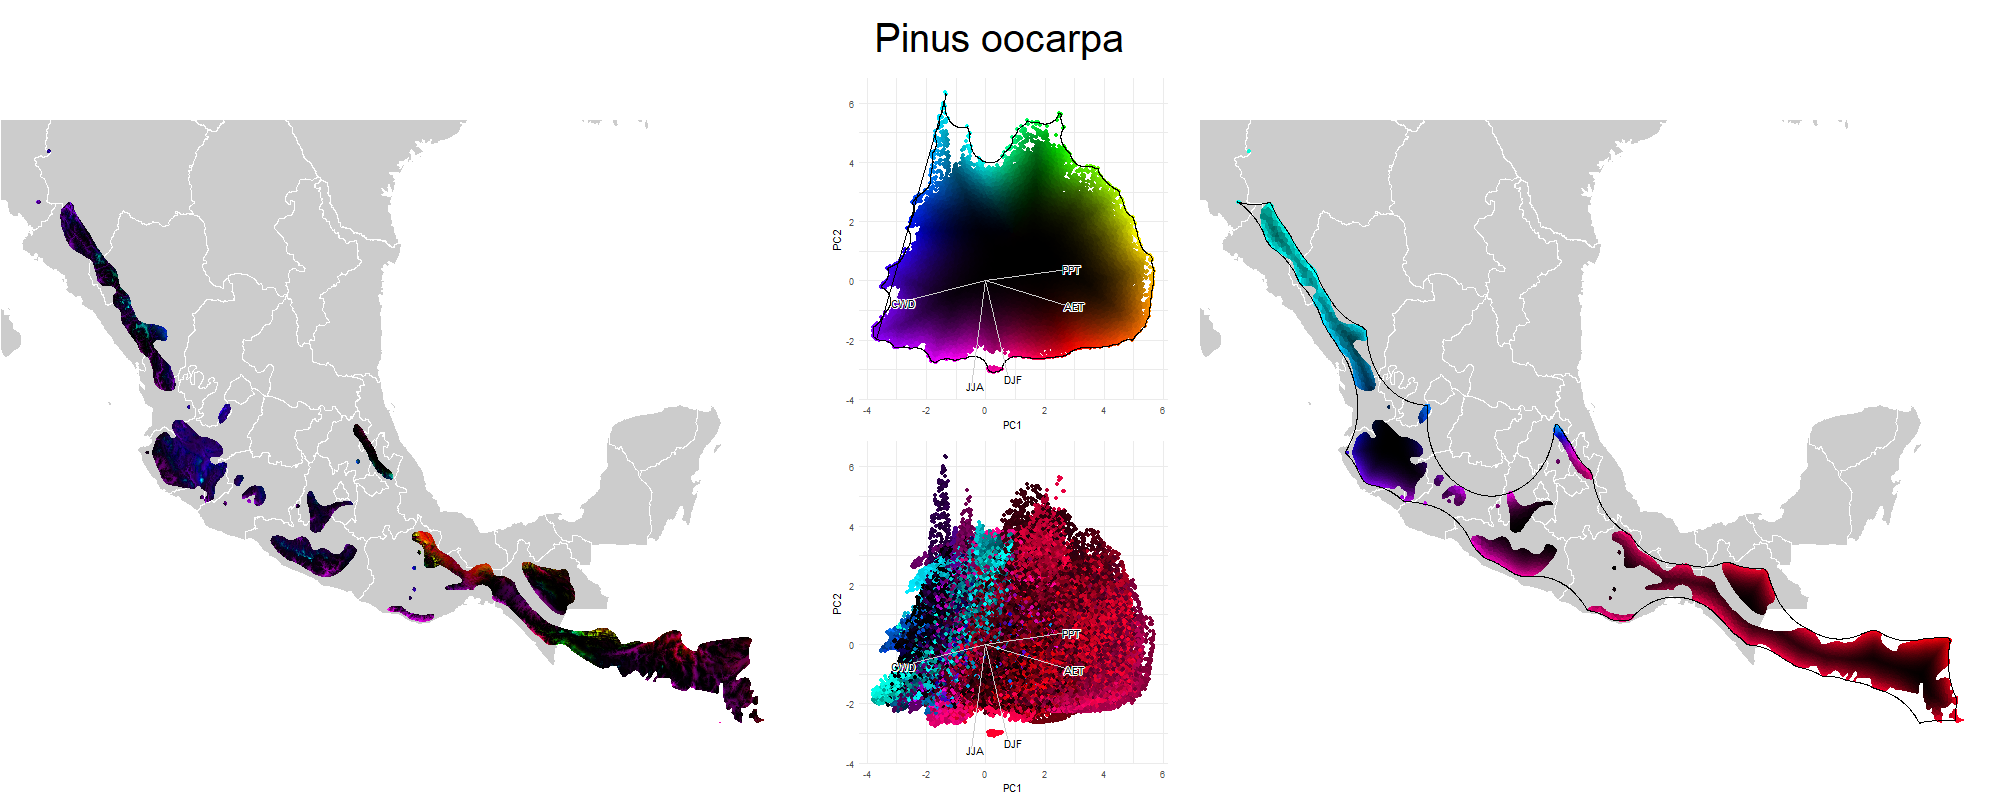 Pinus oocarpa
6
4
2
0
-2
-4
PC2
PPT
CWD
AET
JJA
DJF
-4 -2 0 2 4 6
PC1
6
4
2
0
-2
-4
PC2
PPT
CWD
AET
JJA
DJF
-4 -2 0 2 4 6
PC1